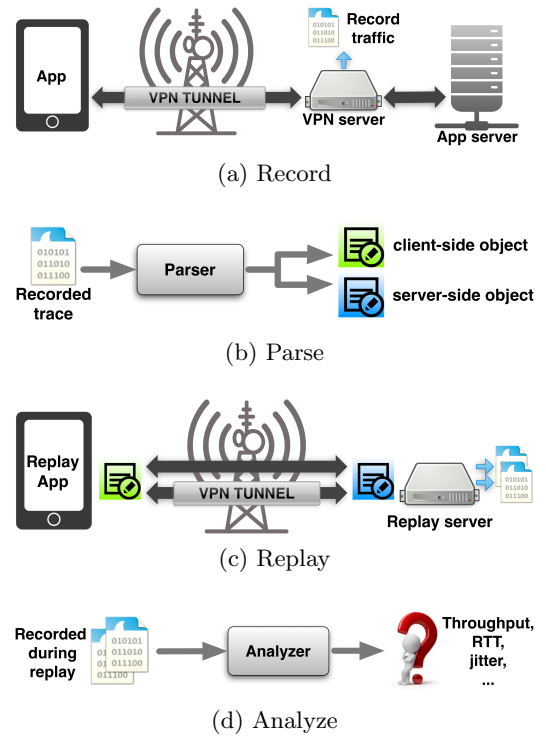 App
VPN TUNNEL
010101
011010
011100
Record
traffic
VPN server
App server
(a) Record
010101
011010
011100
Recorded
trace
Parser
client-side object
server-side object
(b) Parse
Replay
App
VPN TUNNEL
010101
011010
011100
Replay server
(c) Replay
Recorded
during
replay
010101
011010
011100
011100
Analyzer
Throughput,
RTT,
jitter,
...
(d) Analyze